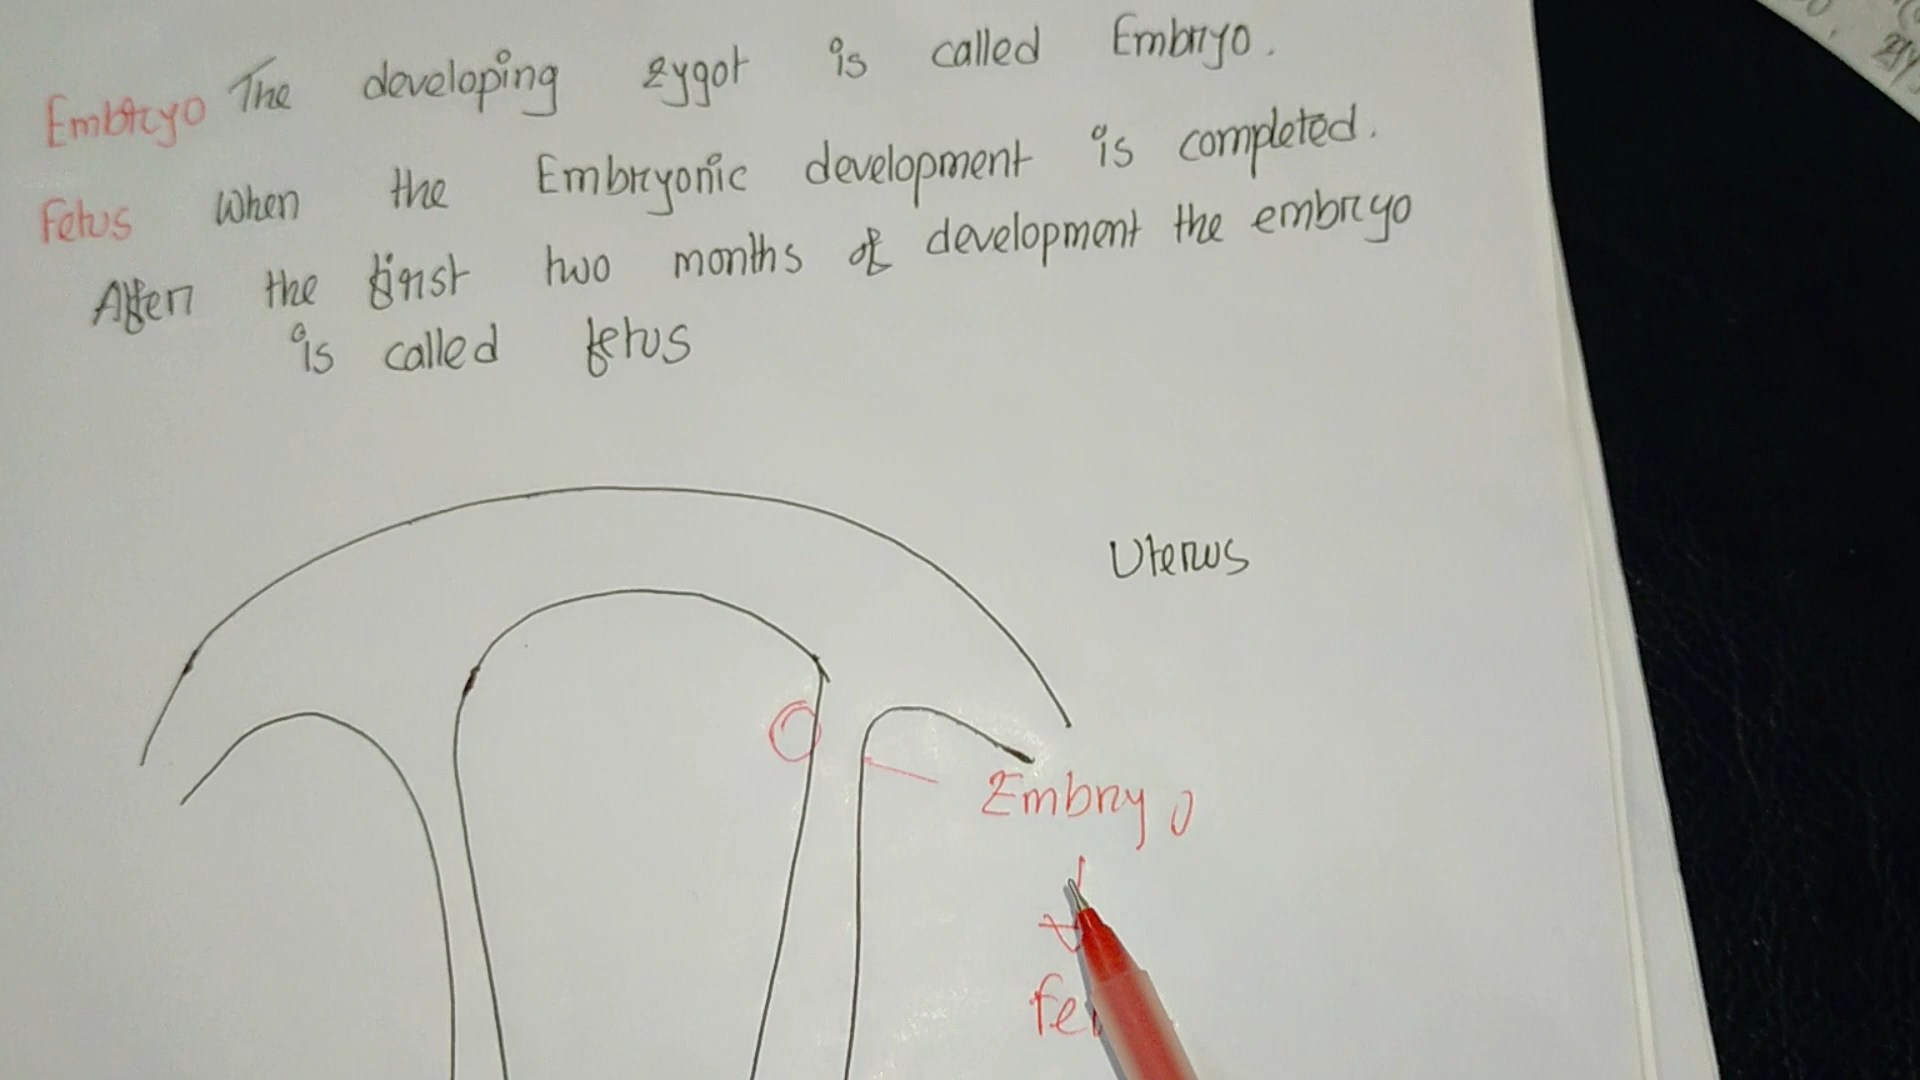 Embryo The developing zygot is called Embryo.
Fetus When the Embryonic development is completed.
After the first two months of development the embryo
is called fetus
Uterus
Embryo